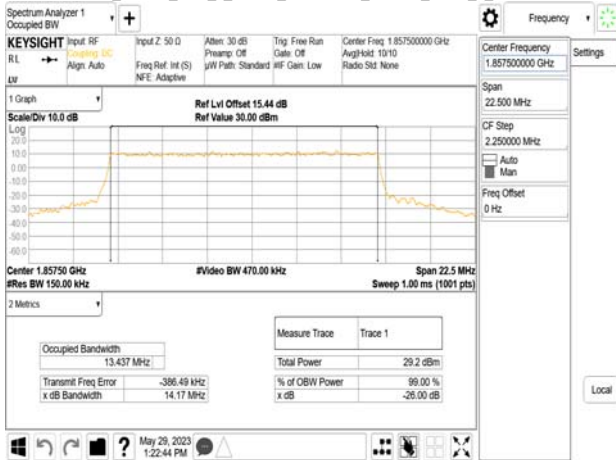 Spectrum Analyzer 1
Occupied BW
Frequency
KEYSIGHT
RL
Input: RF
Coupling: DC
Align: Auto
Input Z: 50 Ω
Freq Ref: Int (S)
NFE: Adaptive
Atten: 30 dB
Preamp: Off
µW Path: Standard
Trig: Free Run
Gate: Off
#IF Gain: Low
Center Freq: 1.857500000 GHz
Avg|Hold: 10/10
Radio Std: None
Center Frequency
1.857500000 GHz
Settings
Span
22.500 MHz
CF Step
2.250000 MHz
Auto
Man
Freq Offset
0 Hz
Local
1 Graph
Scale/Div 10.0 dB
Ref Lvl Offset 15.44 dB
Ref Value 30.00 dBm
Log
20.0
10.0
0.00
-10.0
-20.0
-30.0
-40.0
-50.0
-60.0
Center 1.85750 GHz
#Res BW 150.00 kHz
#Video BW 470.00 kHz
Span 22.5 MHz
Sweep 1.00 ms (1001 pts)
2 Metrics
Measure Trace Trace 1
Occupied Bandwidth
13.437 MHz
Total Power 29.2 dBm
Transmit Freq Error -386.49 kHz
% of OBW Power 99.00 %
x dB Bandwidth 14.17 MHz
x dB -26.00 dB
May 29, 2023
1:22:44 PM